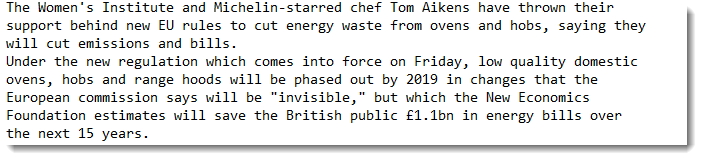 The Women's Institute and Michelin-starred chef Tom Aikens have thrown their
support behind new EU rules to cut energy waste from ovens and hobs, saying they
will cut emissions and bills.
Under the new regulation which comes into force on Friday, low quality domestic
ovens, hobs and range hoods will be phased out by 2019 in changes that the
European commission says will be "invisible," but which the New Economics
Foundation estimates will save the British public £1.1bn in energy bills over
the next 15 years.